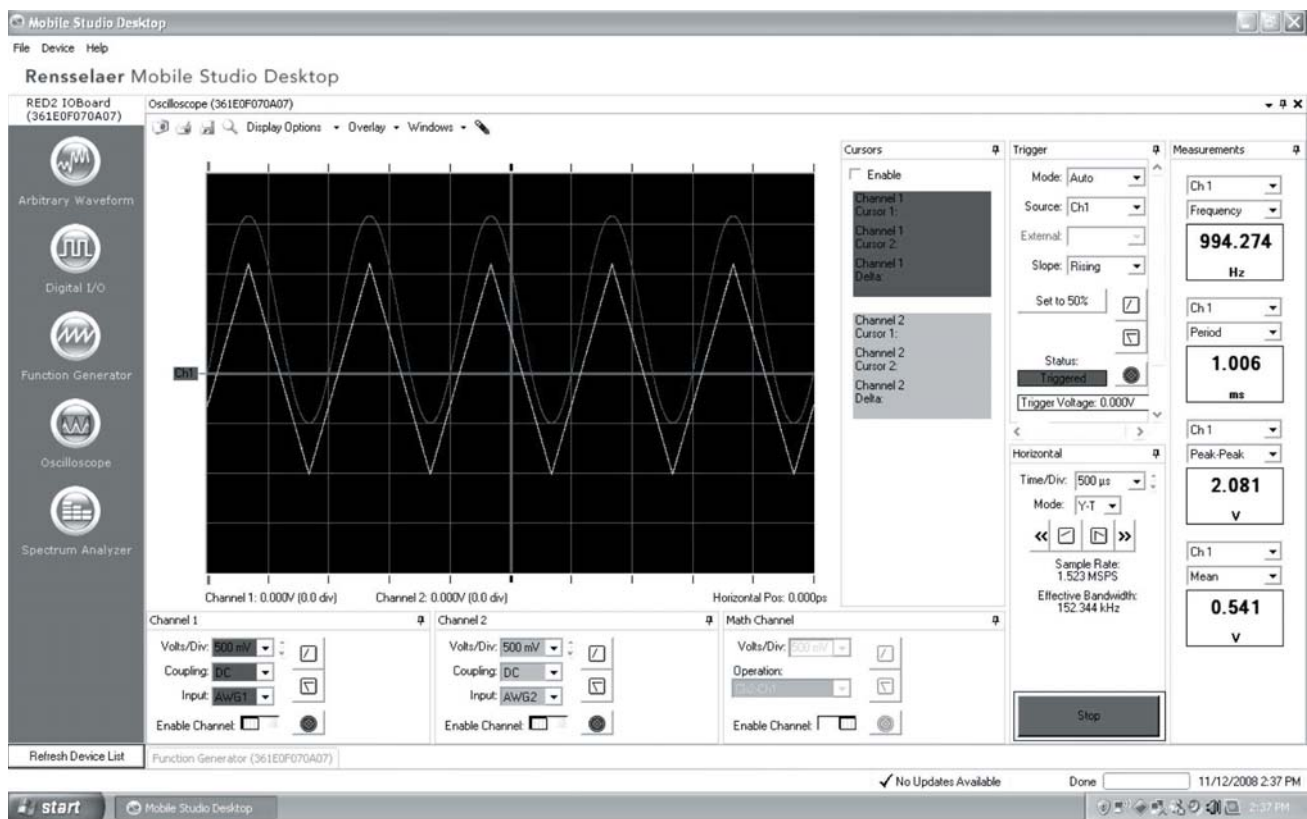 Mobile Studio Desktop
File Device Help
Rensselaer Mobile Studio Desktop
RED2 IOBoard
(361E0F070A07)
Arbitrary Waveform
Digital I/O
Function Generator
Oscilloscope
Spectrum Analyzer
Refresh Device List
Oscilloscope (361E0F070A07)
Display Options Overlay Windows
Ch1
Channel 1: 0.000V (0.0 div) Channel 2: 0.000V (0.0 div) Horizontal Pos: 0.000ps
Cursors
Enable
Channel 1
Cursor 1:
Channel 1
Cursor 2:
Channel 1
Delta:
Channel 2
Cursor 1:
Channel 2
Cursor 2:
Channel 2
Delta:
Trigger
Mode: Auto
Source: Ch1
External:
Slope: Rising
Set to 50%
Status:
Triggered
Trigger Voltage: 0.000V
Horizontal
Time/Div: 500 µs
Mode: Y-T
Sample Rate:
1.523 MSPS
Effective Bandwidth:
152.344 kHz
Stop
Measurements
Ch 1
Frequency
994.274
Hz
Ch 1
Period
1.006
ms
Ch 1
Peak-Peak
2.081
V
Ch 1
Mean
0.541
V
Channel 1
Volts/Div: 500 mV
Coupling: DC
Input: AWG1
Enable Channel:
Channel 2
Volts/Div: 500 mV
Coupling: DC
Input: AWG2
Enable Channel:
Math Channel
Volts/Div: 500 mV
Operation:
Enable Channel:
Function Generator (361E0F070A07)
No Updates Available
Done
11/12/2008 2:37 PM
start
Mobile Studio Desktop
2:37 PM